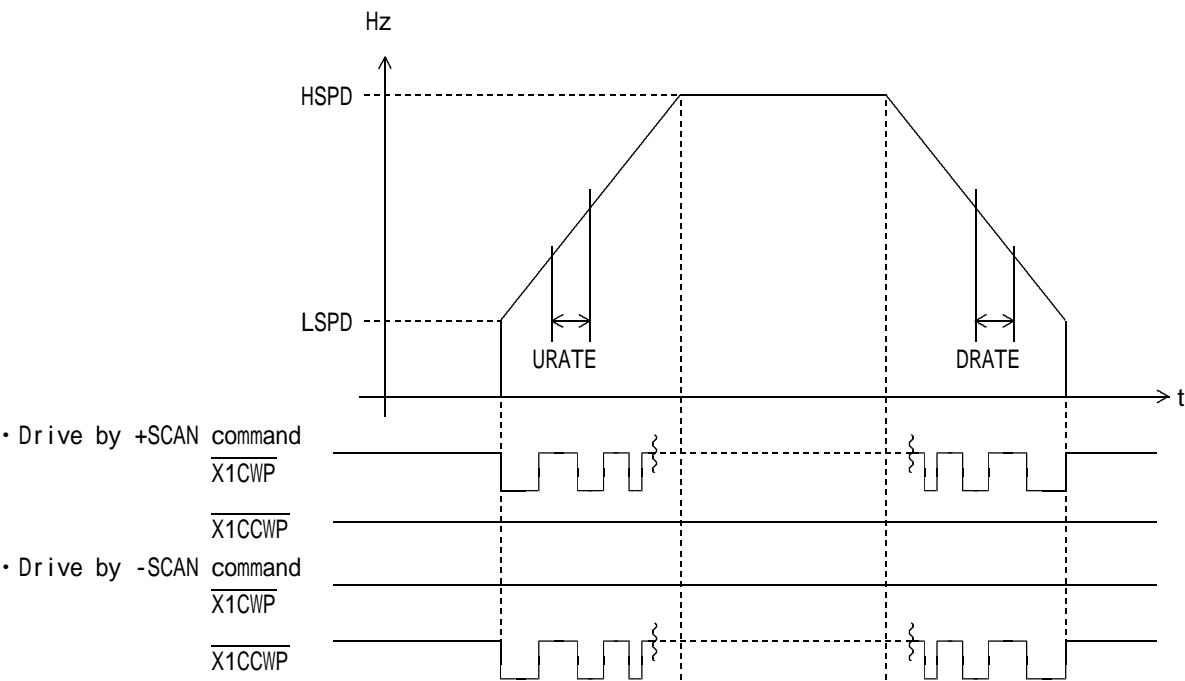 Hz
HSPD
LSPD
URATE
DRATE
t
・Drive by +SCAN command
X1CWP
X1CCWP
・Drive by -SCAN command
X1CWP
X1CCWP